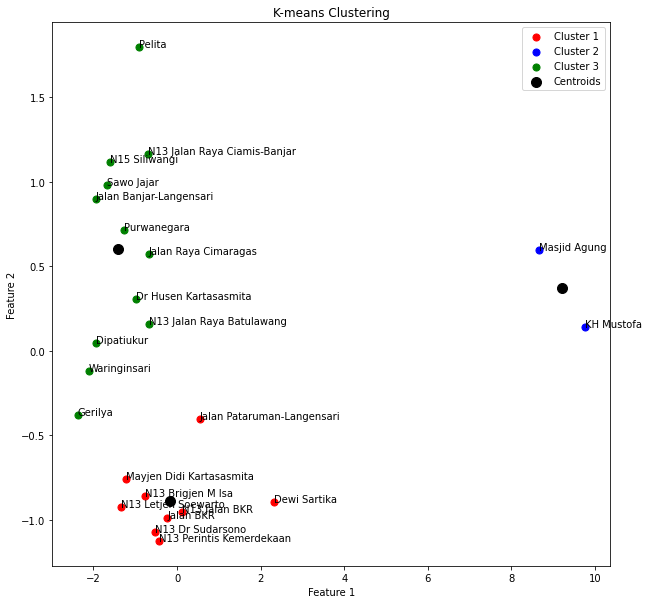 K-means Clustering
Cluster 1
Cluster 2
Cluster 3
Centroids
Pelita
N13 Jalan Raya Ciamis-Banjar
N15 Siliwangi
Sawo Jajar
Jalan Banjar-Langensari
Purwanegara
Jalan Raya Cimaragas
Masjid Agung
Dr Husen Kartasasmita
N13 Jalan Raya Batulawang
KH Mustofa
Dipatiukur
Waringinsari
Gerilya
Jalan Pataruman-Langensari
Mayjen Didi Kartasasmita
N13 Brigjen M Isa
Dewi Sartika
N13 Letjen Soewarto
N13 Jalan BKR
Jalan BKR
N13 Dr Sudarsono
N13 Perintis Kemerdekaan
1.5
1.0
0.5
0.0
−0.5
−1.0
Feature 2
−2
0
2
4
6
8
10
Feature 1